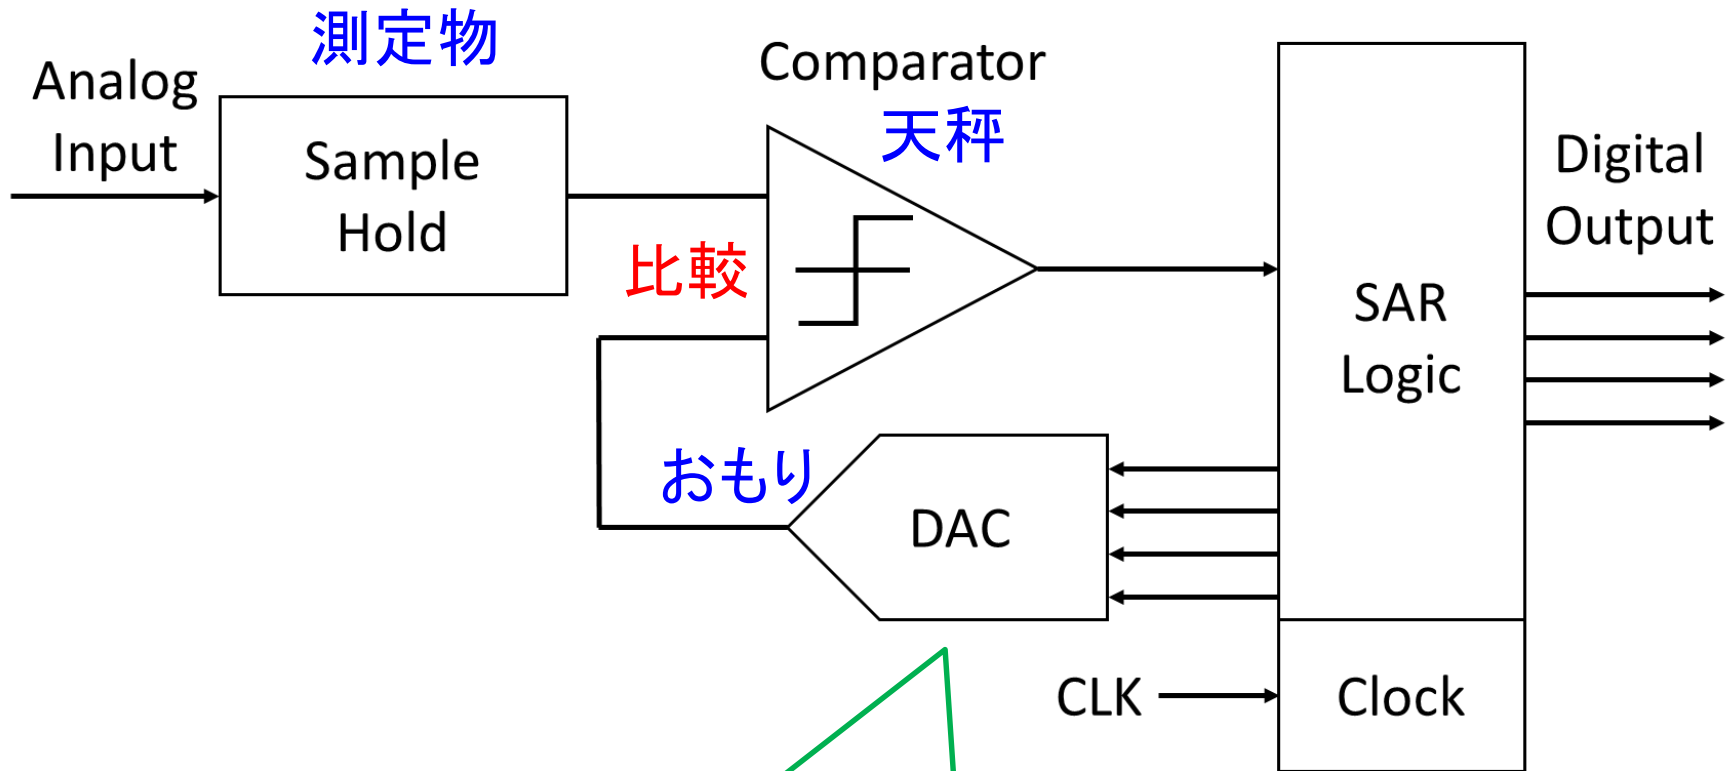 測定物
Analog
Input
Sample
Hold
Comparator
天秤
比較
おもり
DAC
SAR
Logic
Digital
Output
CLK
Clock